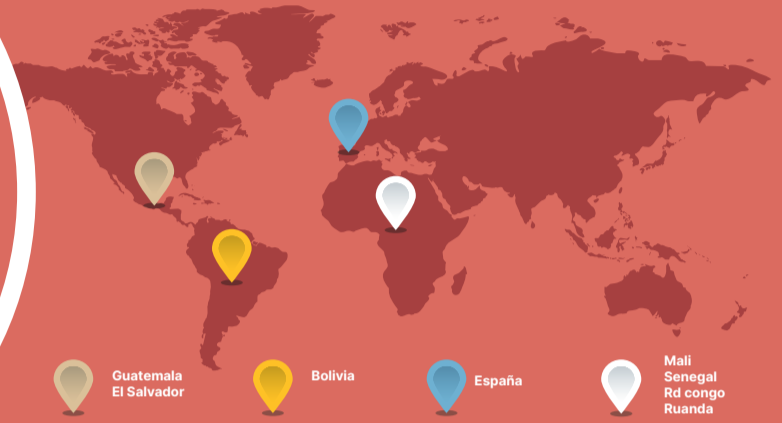 Guatemala
El Salvador
Bolivia
España
Mali
Senegal
Rd congo
Ruanda